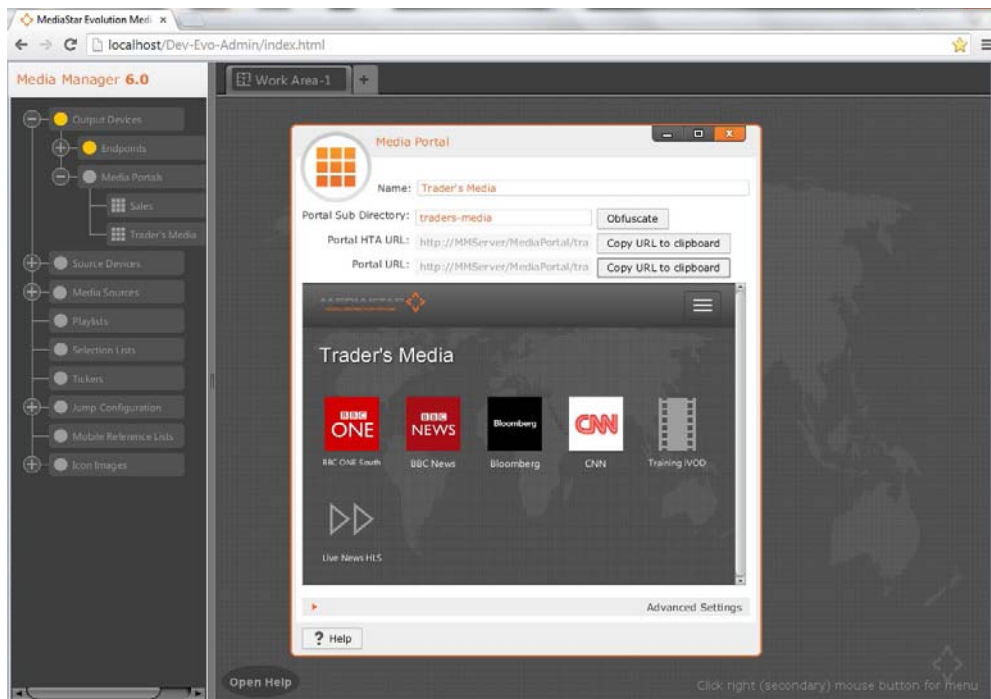 MediaStar Evolution Medi
localhost/Dev-Evo-Admin/index.html
Media Manager 6.0
Work Area-1
Output Devices
Endpoints
Media Portals
Sales
Trader's Media
Source Devices
Media Sources
Playlists
Selection Lists
Tickers
Jump Configuration
Mobile Reference Lists
Icon Images
Media Portal
Name: Trader's Media
Portal Sub Directory: traders-media Obfuscate
Portal HTA URL: http://MMServer/MediaPortal/tra Copy URL to clipboard
Portal URL: http://MMServer/MediaPortal/tra Copy URL to clipboard
MEDIASTAR
Trader's Media
BBC ONE
BBC NEWS
Bloomberg
CNN
BBC ONE South
BBC News
Bloomberg
CNN
Training IVOD
Live News HLS
Advanced Settings
? Help
Open Help
Click right (secondary) mouse button for menu